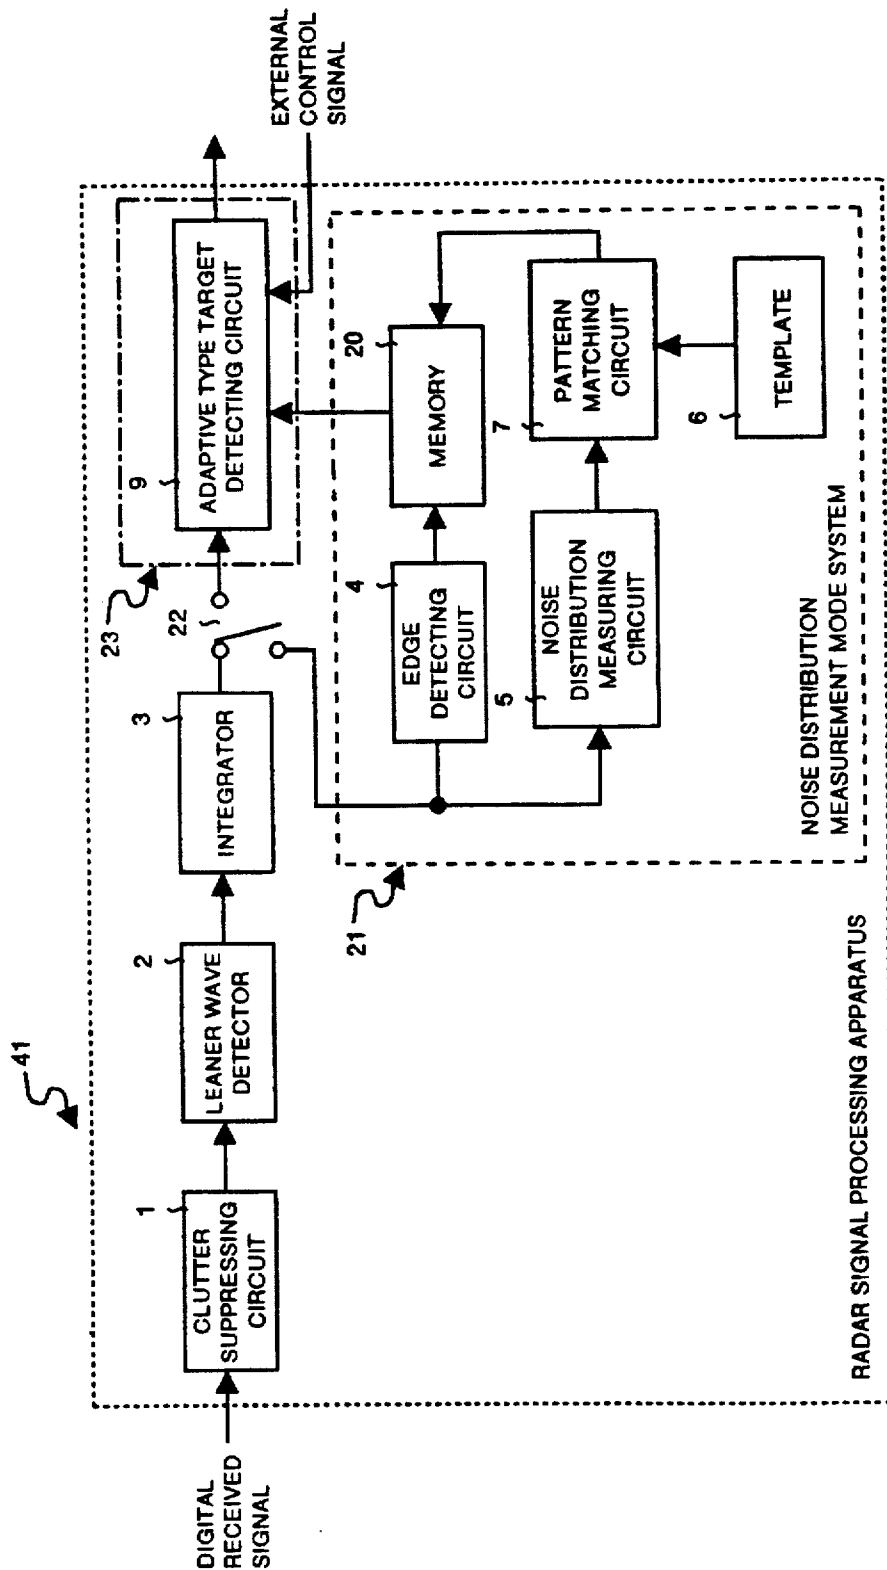 41
DIGITAL
RECEIVED
SIGNAL
1
CLUTTER
SUPPRESSING
CIRCUIT
2
LEANER WAVE
DETECTOR
3
INTEGRATOR
22
23
9
ADAPTIVE TYPE TARGET
DETECTING CIRCUIT
EXTERNAL
CONTROL
SIGNAL
21
4
EDGE
DETECTING
CIRCUIT
20
MEMORY
5
NOISE
DISTRIBUTION
MEASURING
CIRCUIT
7
PATTERN
MATCHING
CIRCUIT
6
TEMPLATE
NOISE DISTRIBUTION
MEASUREMENT MODE SYSTEM
RADAR SIGNAL PROCESSING APPARATUS